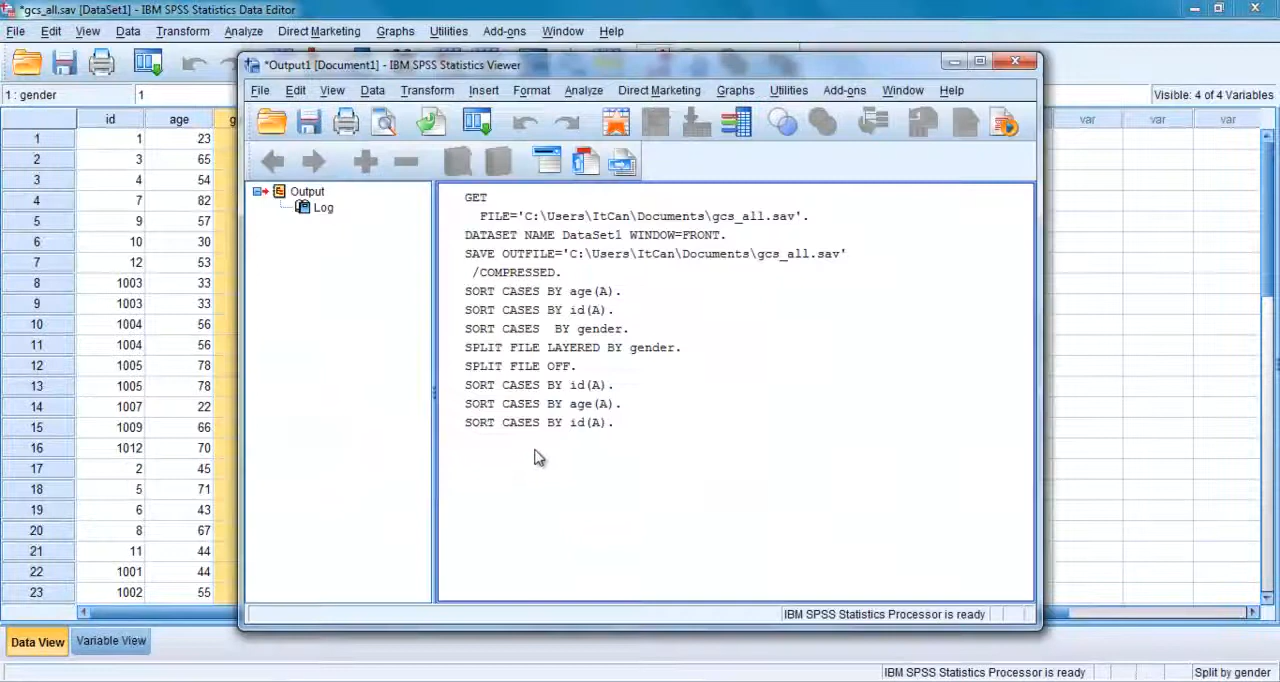 *gcs_all.sav [DataSet1] - IBM SPSS Statistics Data Editor
File Edit View Data Transform Analyze Direct Marketing Graphs Utilities Add-ons Window Help
1 : gender 1 Visible: 4 of 4 Variables
id age g var var var
1 1 23
2 3 65
3 4 54
4 7 82
5 9 57
6 10 30
7 12 53
8 1003 33
9 1003 33
10 1004 56
11 1004 56
12 1005 78
13 1005 78
14 1007 22
15 1009 66
16 1012 70
17 2 45
18 5 71
19 6 43
20 8 67
21 11 44
22 1001 44
23 1002 55
Data View Variable View
IBM SPSS Statistics Processor is ready Split by gender
*Output1 [Document1] - IBM SPSS Statistics Viewer
File Edit View Data Transform Insert Format Analyze Direct Marketing Graphs Utilities Add-ons Window Help
Output
Log
GET
FILE='C:\Users\ItCan\Documents\gcs_all.sav'.
DATASET NAME DataSet1 WINDOW=FRONT.
SAVE OUTFILE='C:\Users\ItCan\Documents\gcs_all.sav'
/COMPRESSED.
SORT CASES BY age(A).
SORT CASES BY id(A).
SORT CASES  BY gender.
SPLIT FILE LAYERED BY gender.
SPLIT FILE OFF.
SORT CASES BY id(A).
SORT CASES BY age(A).
SORT CASES BY id(A).
IBM SPSS Statistics Processor is ready